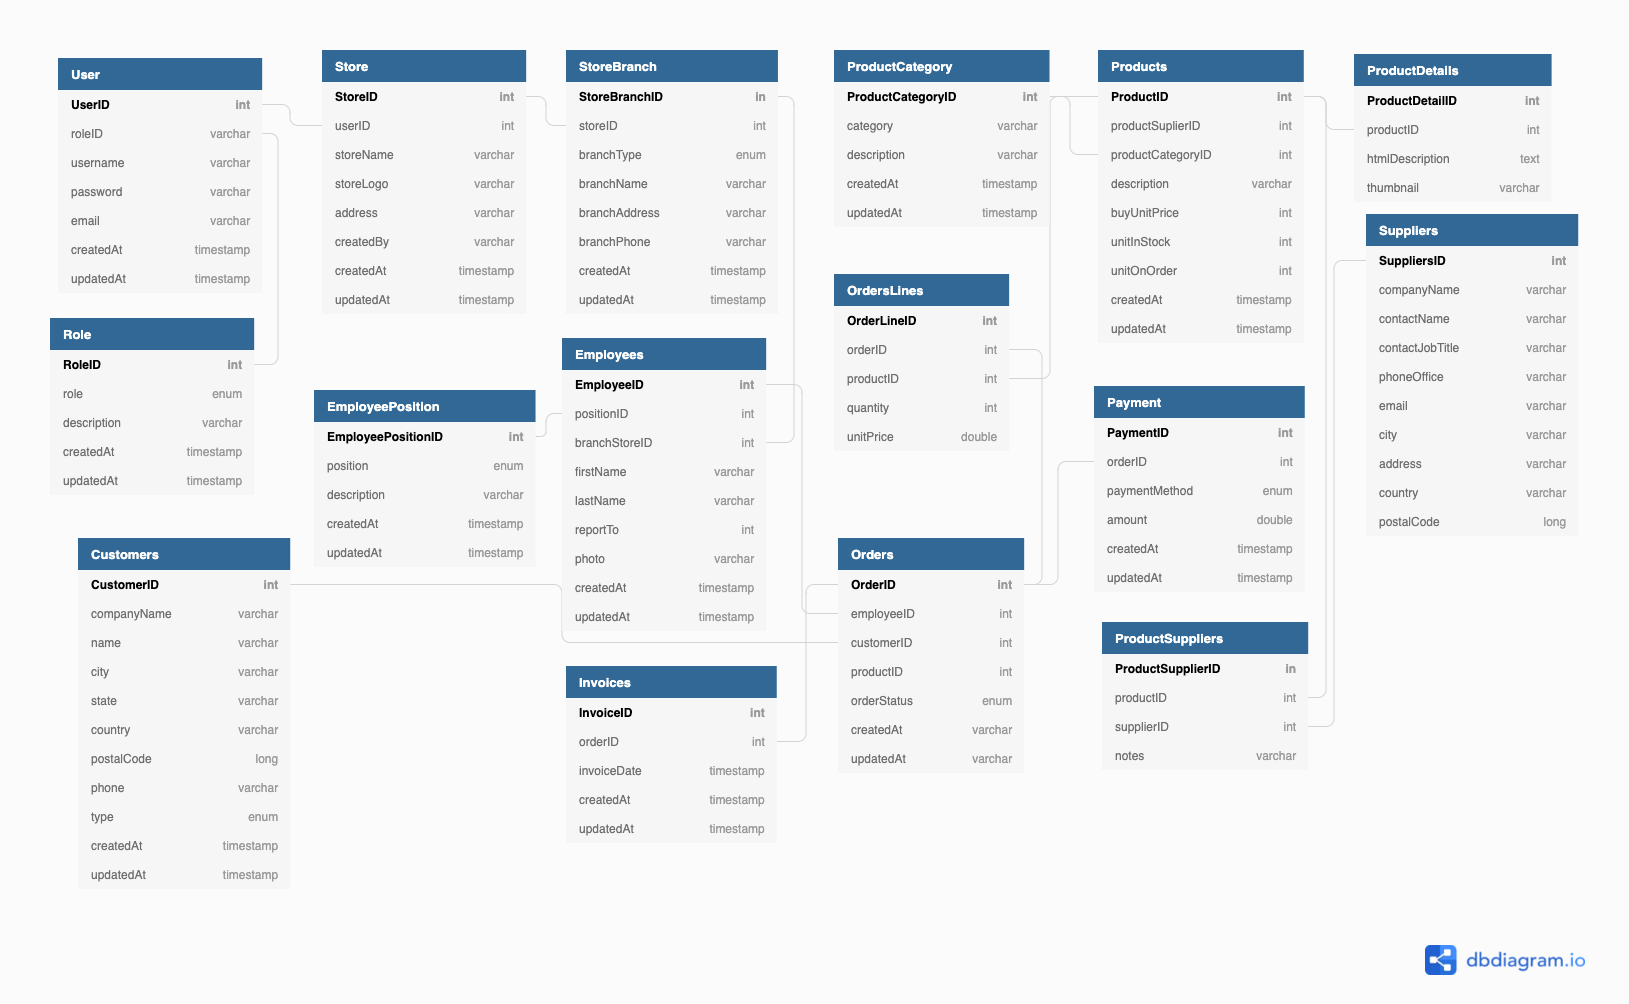 User
UserID int
roleID varchar
username varchar
password varchar
email varchar
createdAt timestamp
updatedAt timestamp
Store
StoreID int
userID int
storeName varchar
storeLogo varchar
address varchar
createdBy varchar
createdAt timestamp
updatedAt timestamp
StoreBranch
StoreBranchID in
storeID int
branchType enum
branchName varchar
branchAddress varchar
branchPhone varchar
createdAt timestamp
updatedAt timestamp
ProductCategory
ProductCategoryID int
category varchar
description varchar
createdAt timestamp
updatedAt timestamp
Products
ProductID int
productSuplierID int
productCategoryID int
description varchar
buyUnitPrice int
unitInStock int
unitOnOrder int
createdAt timestamp
updatedAt timestamp
ProductDetails
ProductDetailID int
productID int
htmlDescription text
thumbnail varchar
Suppliers
SuppliersID int
companyName varchar
contactName varchar
contactJobTitle varchar
phoneOffice varchar
email varchar
city varchar
address varchar
country varchar
postalCode long
Role
RoleID int
role enum
description varchar
createdAt timestamp
updatedAt timestamp
EmployeePosition
EmployeePositionID int
position enum
description varchar
createdAt timestamp
updatedAt timestamp
Employees
EmployeeID int
positionID int
branchStoreID int
firstName varchar
lastName varchar
reportTo int
photo varchar
createdAt timestamp
updatedAt timestamp
OrdersLines
OrderLineID int
orderID int
productID int
quantity int
unitPrice double
Payment
PaymentID int
orderID int
paymentMethod enum
amount double
createdAt timestamp
updatedAt timestamp
Customers
CustomerID int
companyName varchar
name varchar
city varchar
state varchar
country varchar
postalCode long
phone varchar
type enum
createdAt timestamp
updatedAt timestamp
Invoices
InvoiceID int
orderID int
invoiceDate timestamp
createdAt timestamp
updatedAt timestamp
Orders
OrderID int
employeeID int
customerID int
productID int
orderStatus enum
createdAt varchar
updatedAt varchar
ProductSuppliers
ProductSupplierID in
productID int
supplierID int
notes varchar
dbdiagram.io